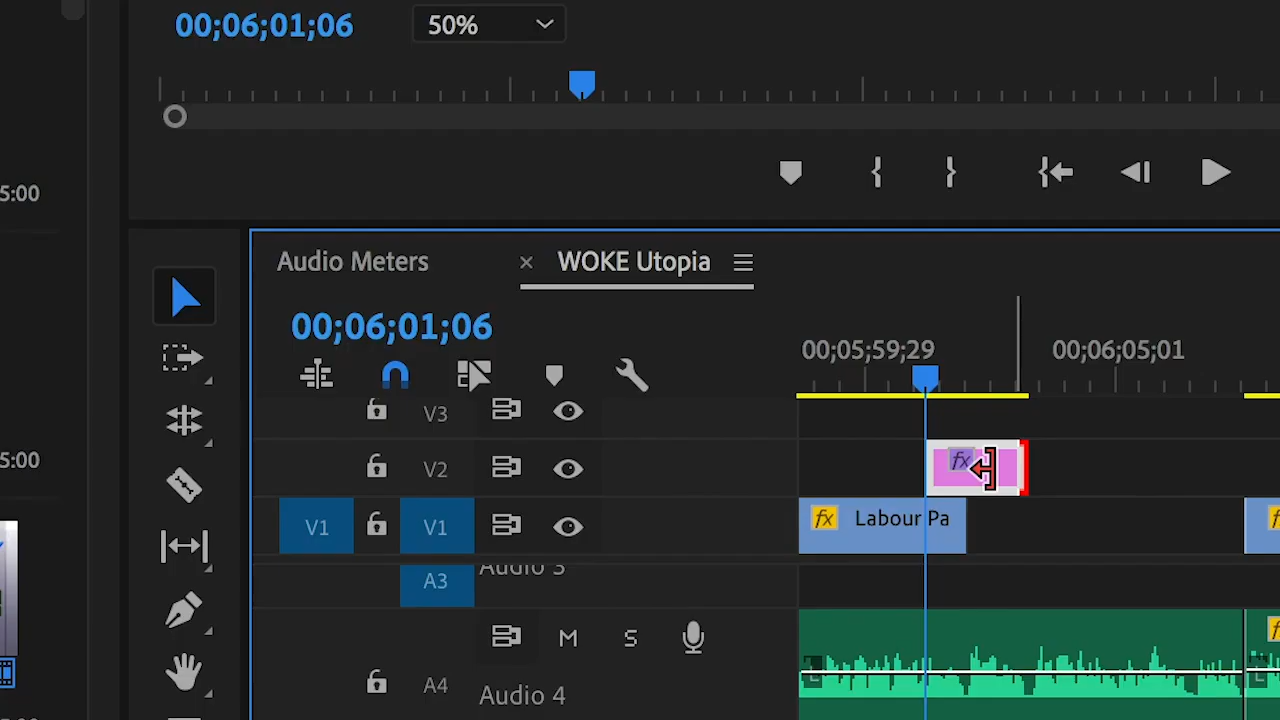 00;06;01;06
50%
5:00
Audio Meters
× WOKE Utopia
00;06;01;06
00;05;59;29
00;06;05;01
V3
V2
fx
V1
V1
fx
Labour Pa
A3
Audio 3
M
S
5:00
A4
Audio 4